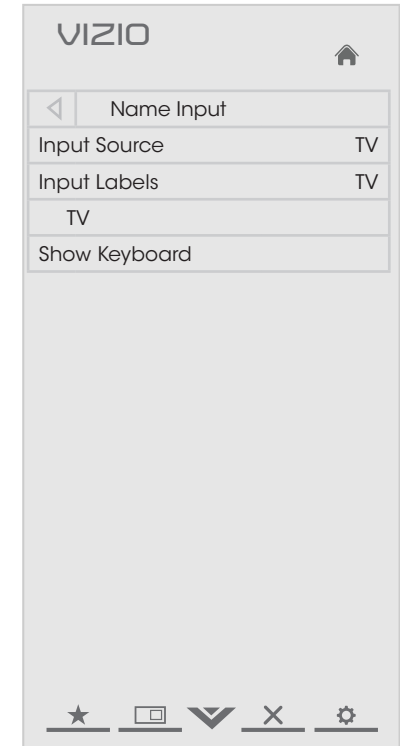 VIZIO
Name Input
Input Source TV
Input Labels TV
TV
Show Keyboard